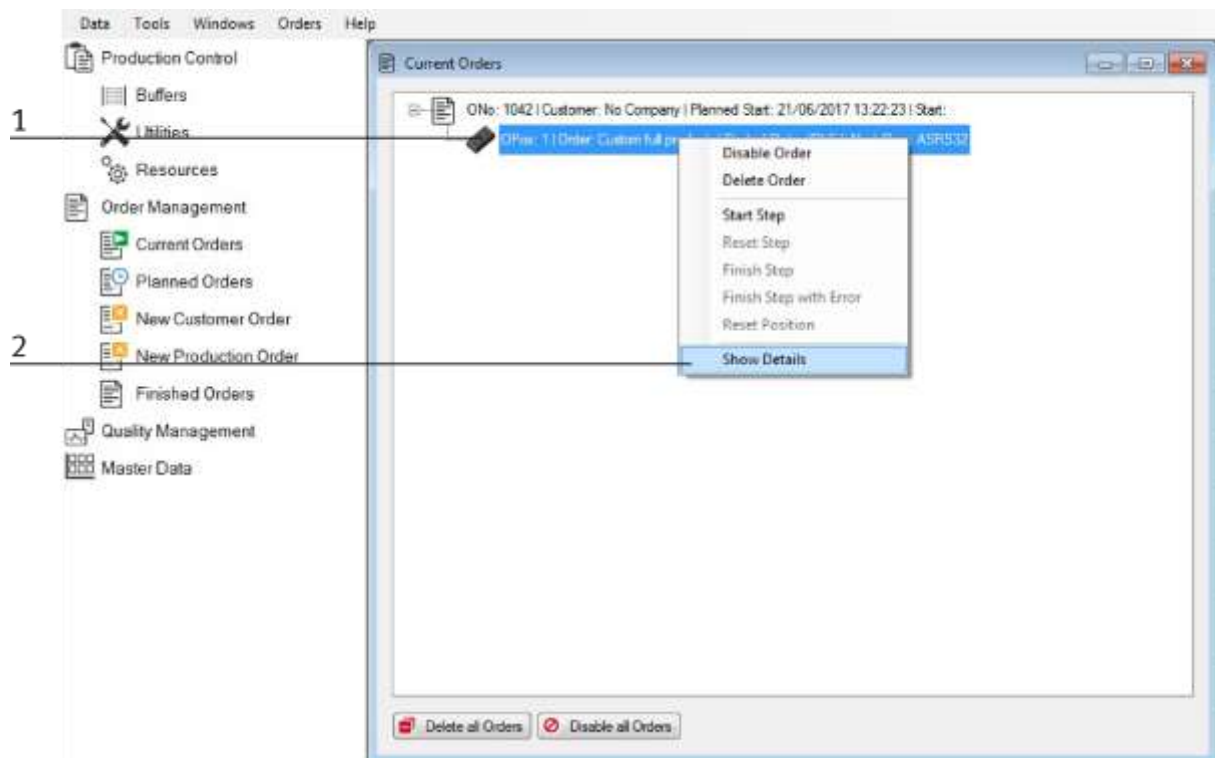 Data Tools Windows Orders Help
Production Control
Buffers
Utilities
Resources
Order Management
Current Orders
Planned Orders
New Customer Order
New Production Order
Finished Orders
Quality Management
Master Data
1
2
Current Orders
ONo: 1042 | Customer: No Company | Planned Start: 21/06/2017 13:22:23 | Start:
OPos: 1 | Order: Custom full ASRS32
Disable Order
Delete Order
Start Step
Reset Step
Finish Step
Finish Step with Error
Reset Position
Show Details
Delete all Orders
Disable all Orders